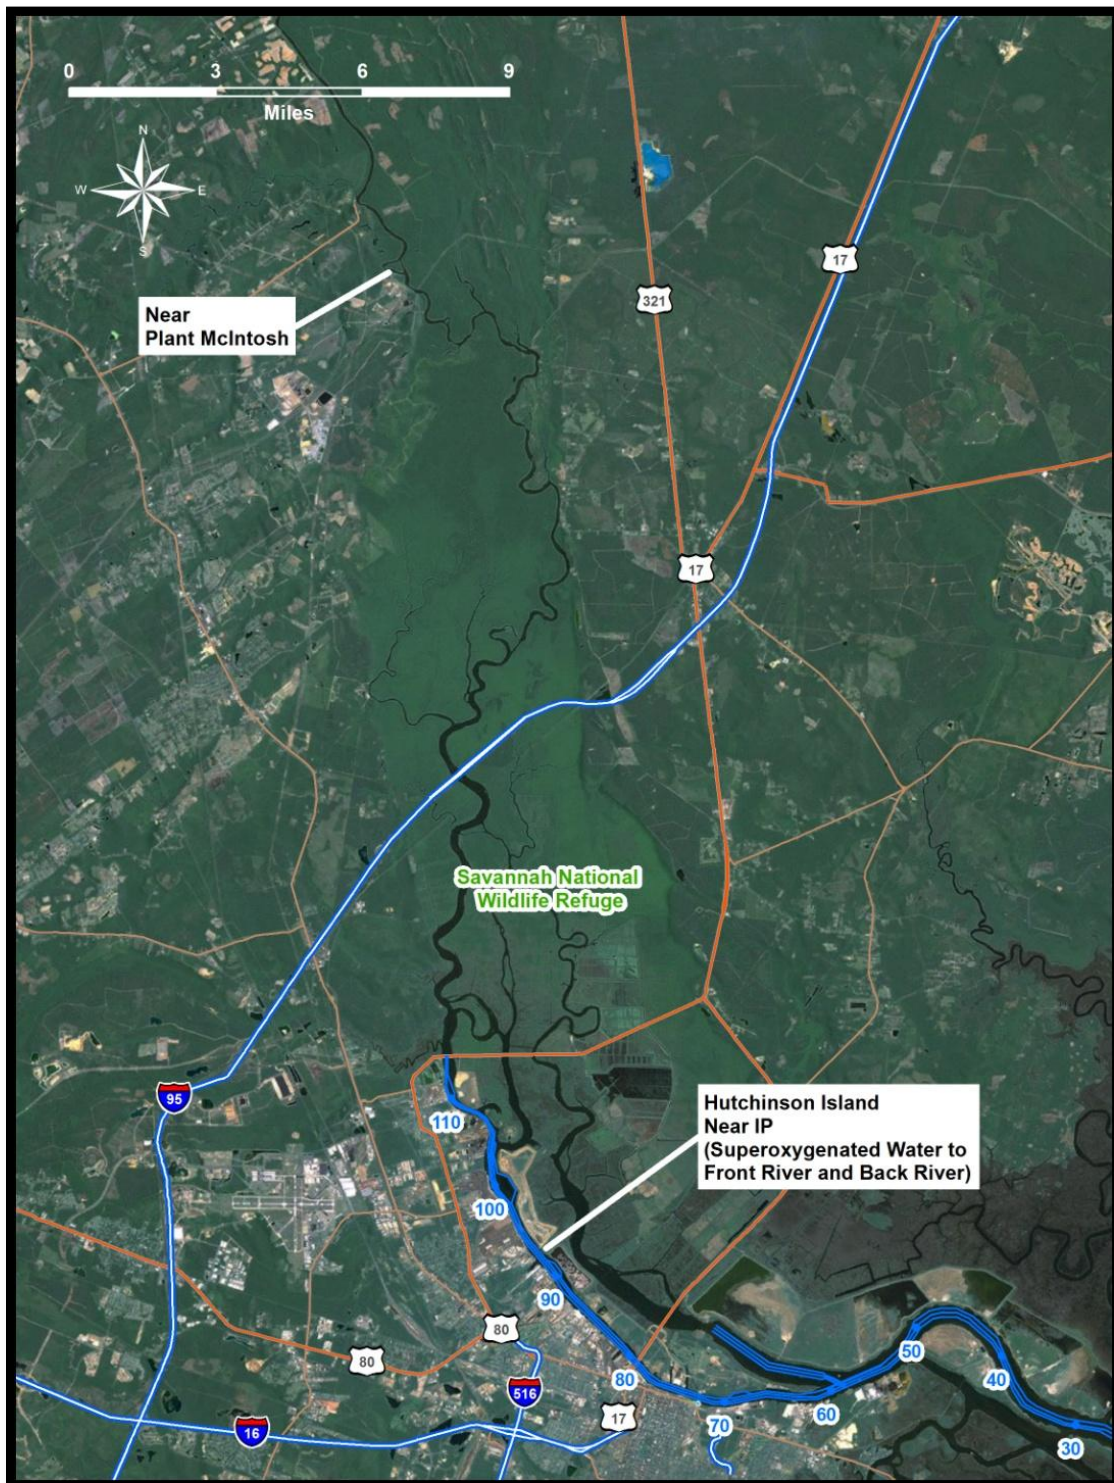 0 3 6 9
Miles
N
W E
S
17
Near
Plant McIntosh
321
17
Savannah National
Wildlife Refuge
95
110
Hutchinson Island
Near IP
(Superoxygenated Water to
Front River and Back River)
100
90
80
50
80
80
40
516
60
17
70
16
30